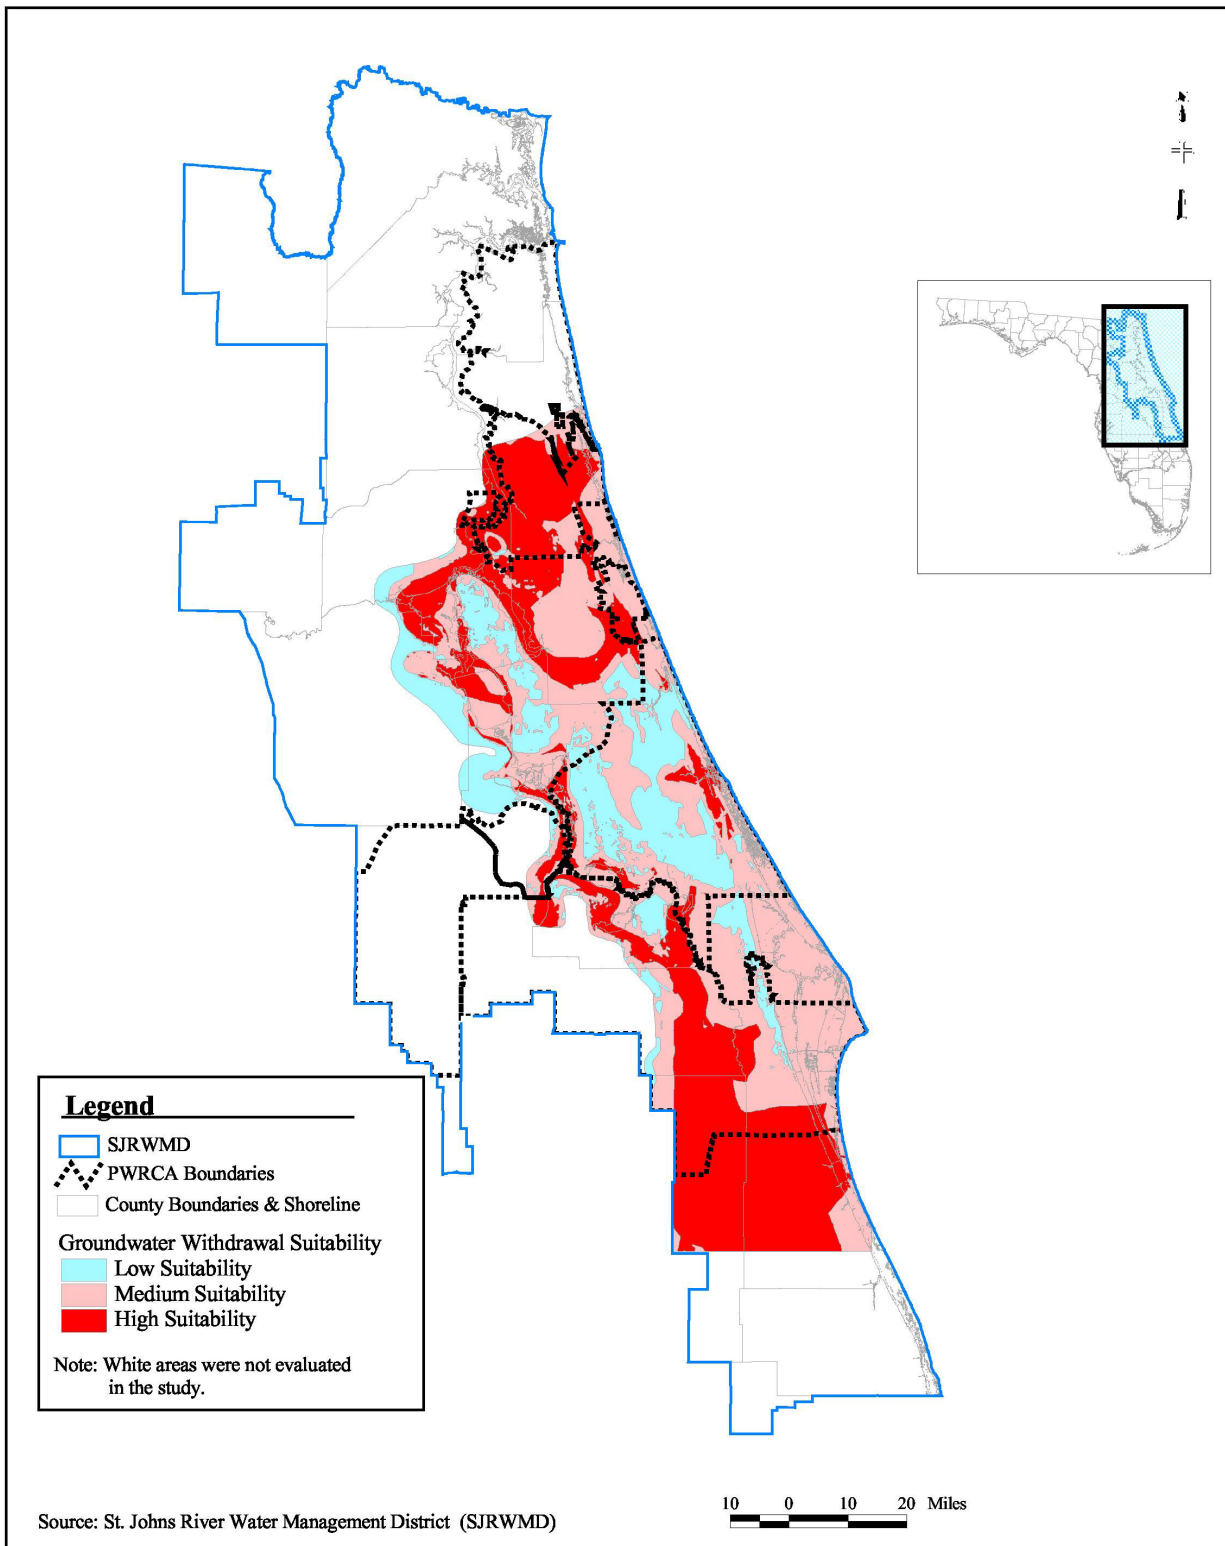 Legend
SJRWMD
PWRCA Boundaries
County Boundaries & Shoreline
Groundwater Withdrawal Suitability
Low Suitability
Medium Suitability
High Suitability
Note: White areas were not evaluated
in the study.
10 0 10 20 Miles
Source: St. Johns River Water Management District (SJRWMD)